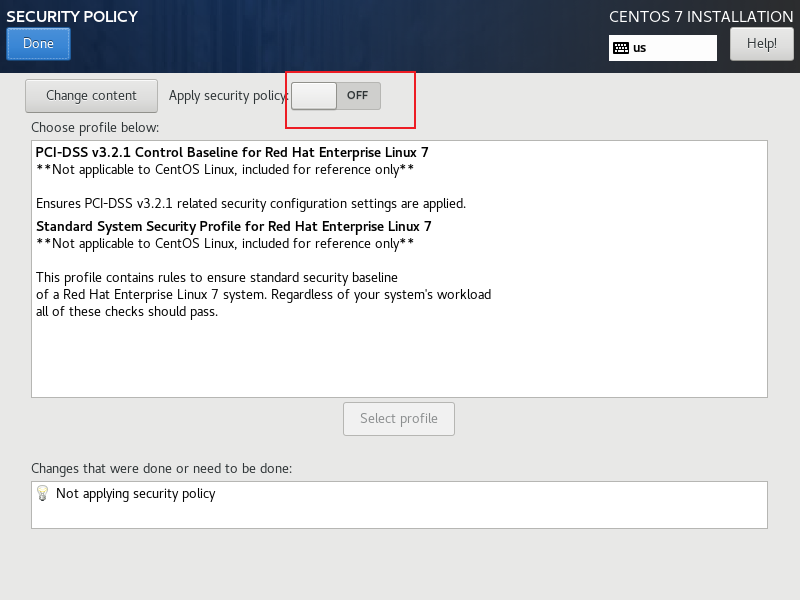 SECURITY POLICY
CENTOS 7 INSTALLATION
Done
us
Help!
Change content
Apply security policy:
OFF
Choose profile below:
PCI-DSS v3.2.1 Control Baseline for Red Hat Enterprise Linux 7
**Not applicable to CentOS Linux, included for reference only**
Ensures PCI-DSS v3.2.1 related security configuration settings are applied.
Standard System Security Profile for Red Hat Enterprise Linux 7
**Not applicable to CentOS Linux, included for reference only**
This profile contains rules to ensure standard security baseline
of a Red Hat Enterprise Linux 7 system. Regardless of your system's workload
all of these checks should pass.
Select profile
Changes that were done or need to be done:
Not applying security policy